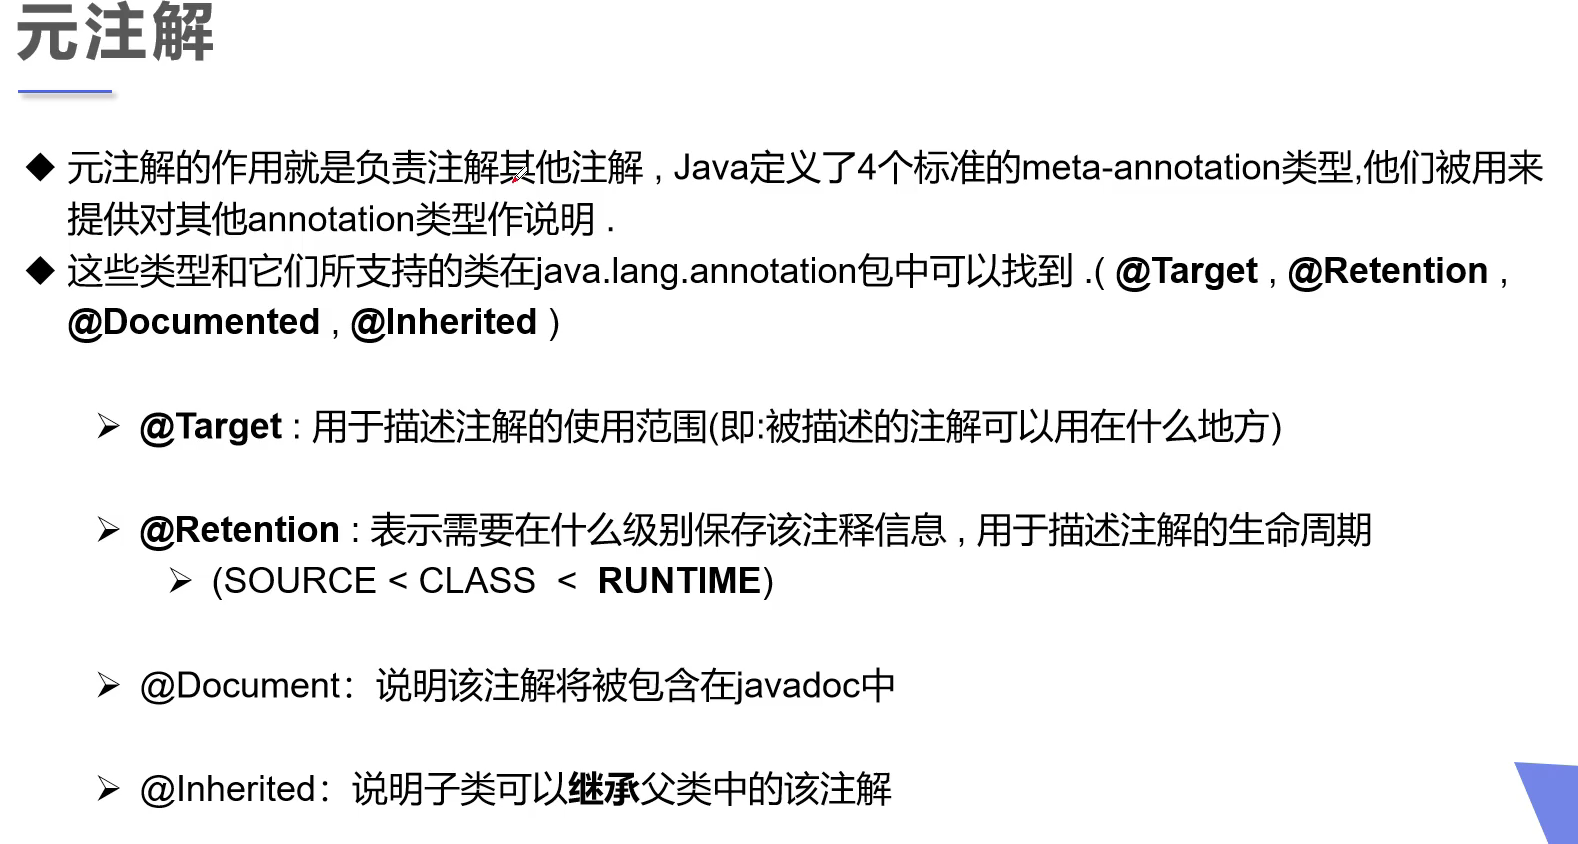 元注解
◆ 元注解的作用就是负责注解其他注解 , Java定义了4个标准的meta-annotation类型,他们被用来
提供对其他annotation类型作说明 .
◆ 这些类型和它们所支持的类在java.lang.annotation包中可以找到 .( @Target , @Retention ,
@Documented , @Inherited )
➢ @Target : 用于描述注解的使用范围(即:被描述的注解可以用在什么地方)
➢ @Retention : 表示需要在什么级别保存该注释信息 , 用于描述注解的生命周期
➢ (SOURCE < CLASS < RUNTIME)
➢ @Document：说明该注解将被包含在javadoc中
➢ @Inherited：说明子类可以继承父类中的该注解